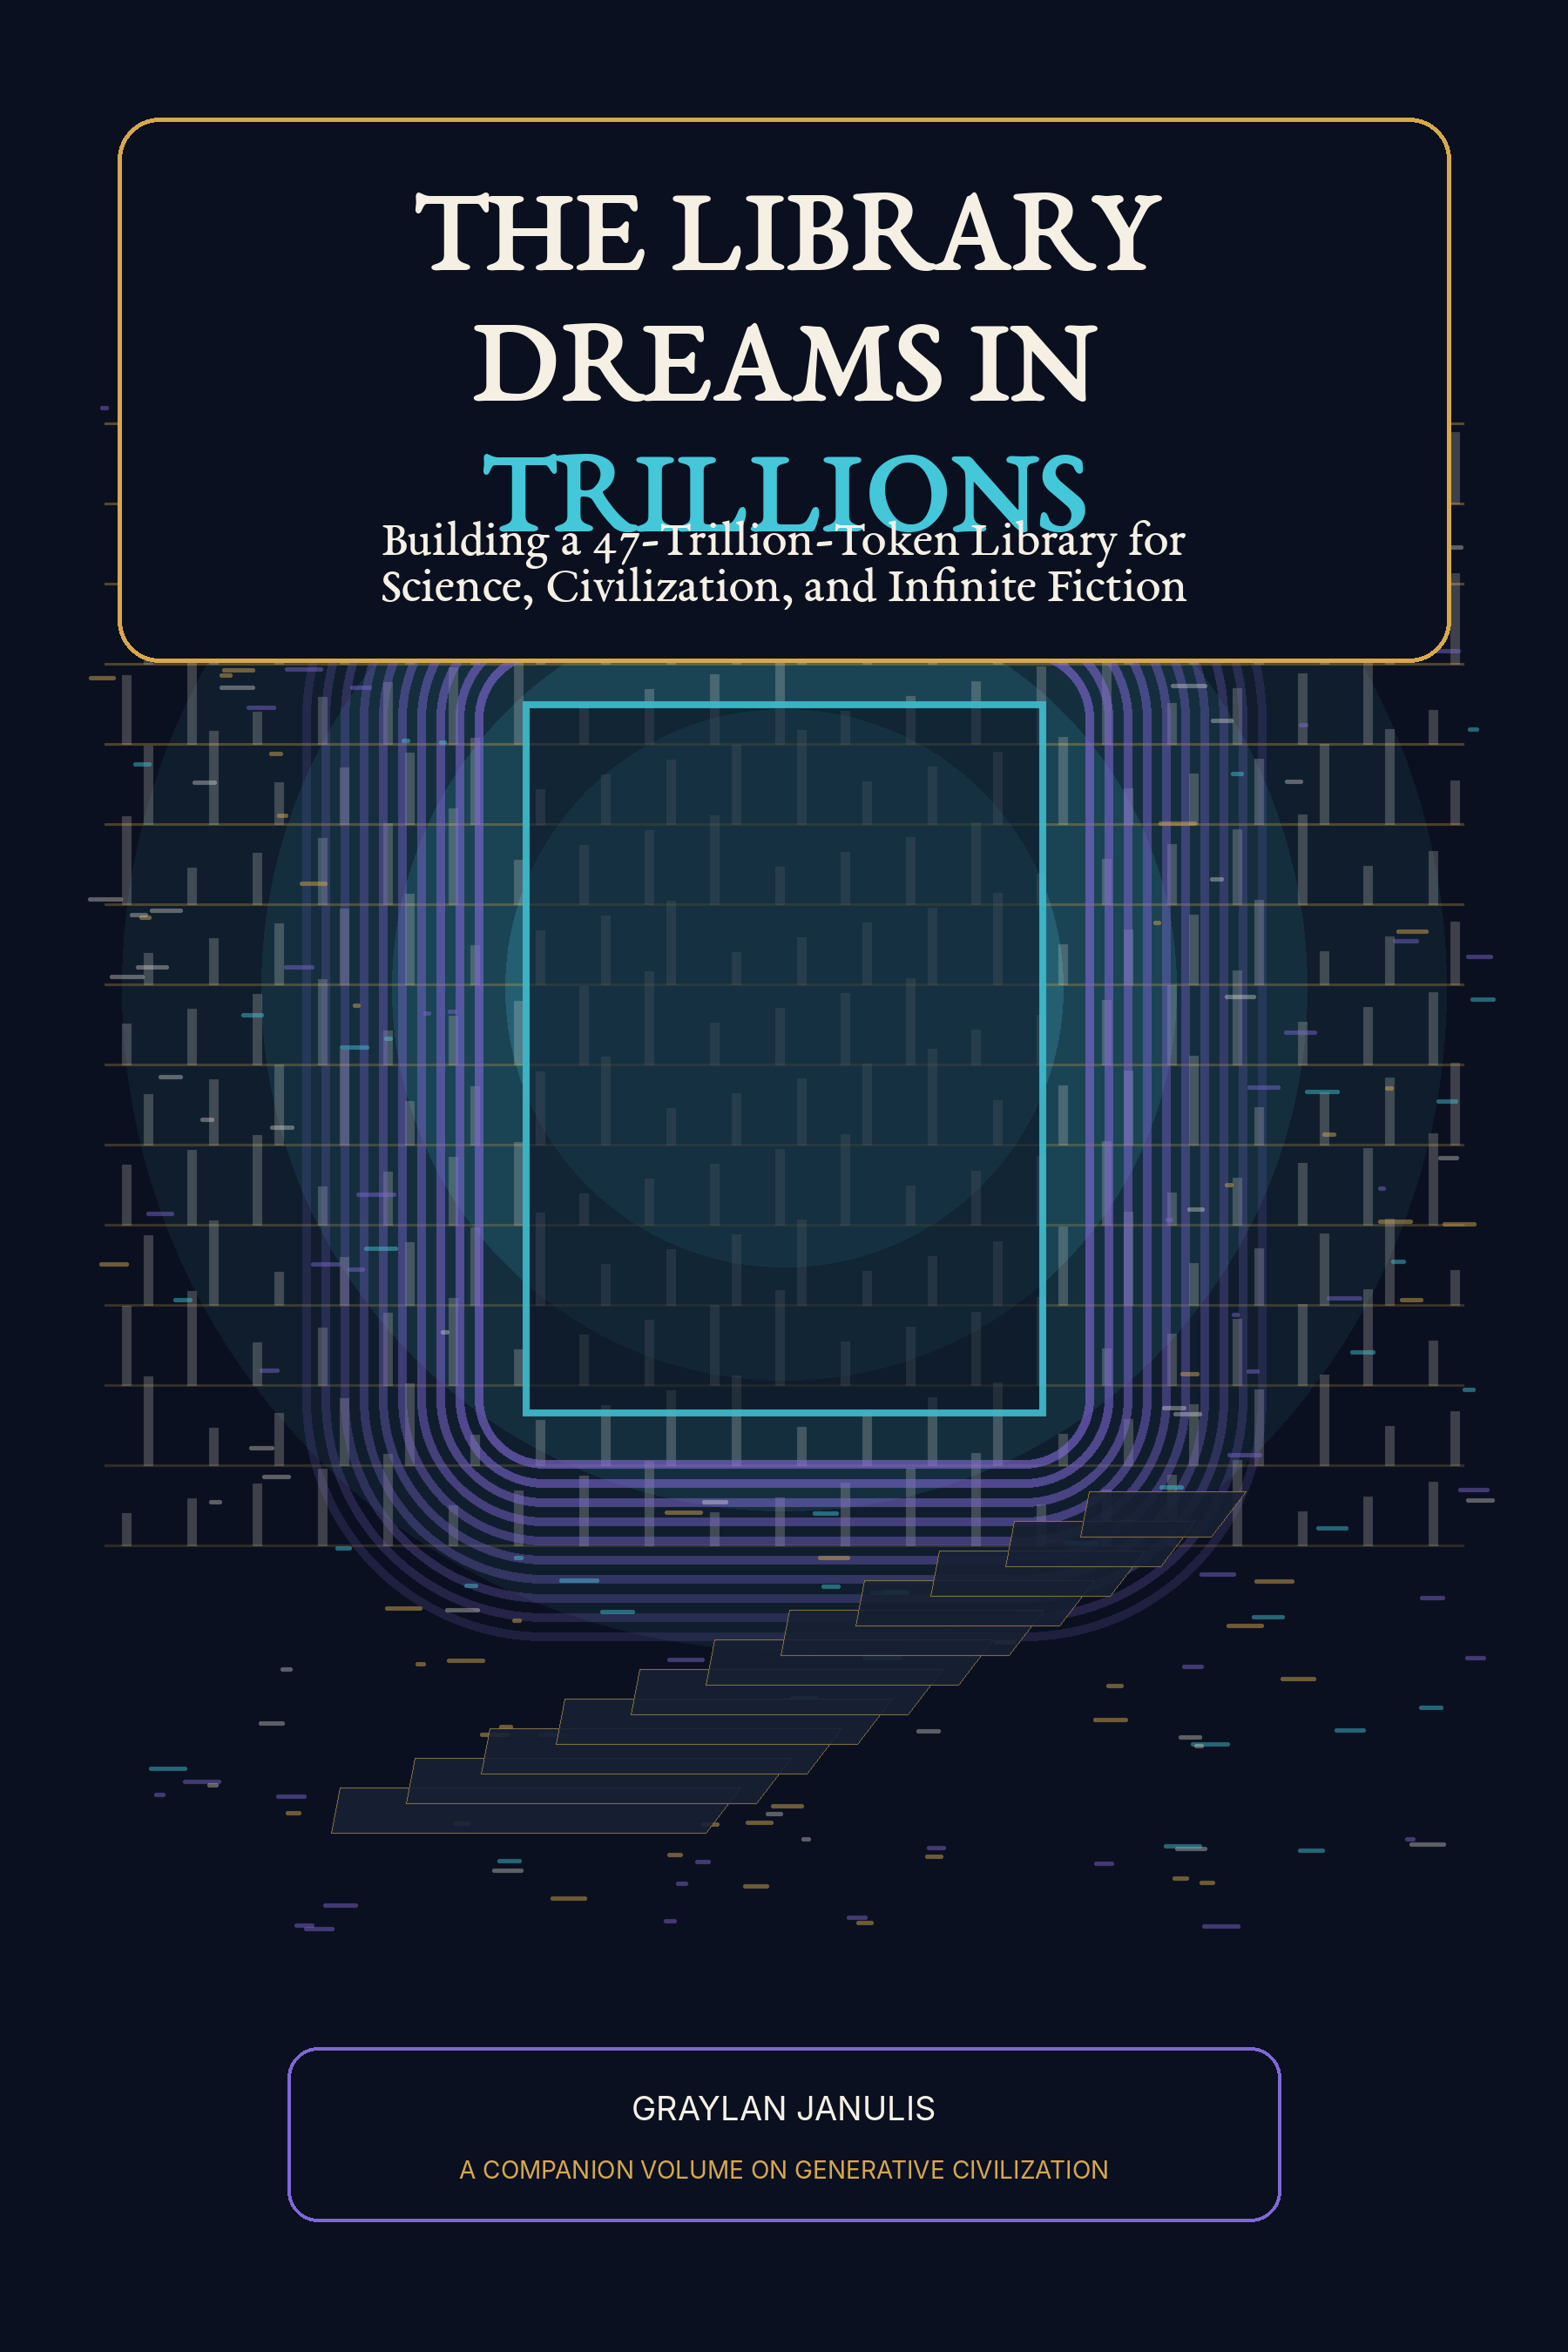 THE LIBRARY
DREAMS IN
TRILLIONS
Building a 47-Trillion-Token Library for
Science, Civilization, and Infinite Fiction
GRAYLAN JANULIS
A COMPANION VOLUME ON GENERATIVE CIVILIZATION